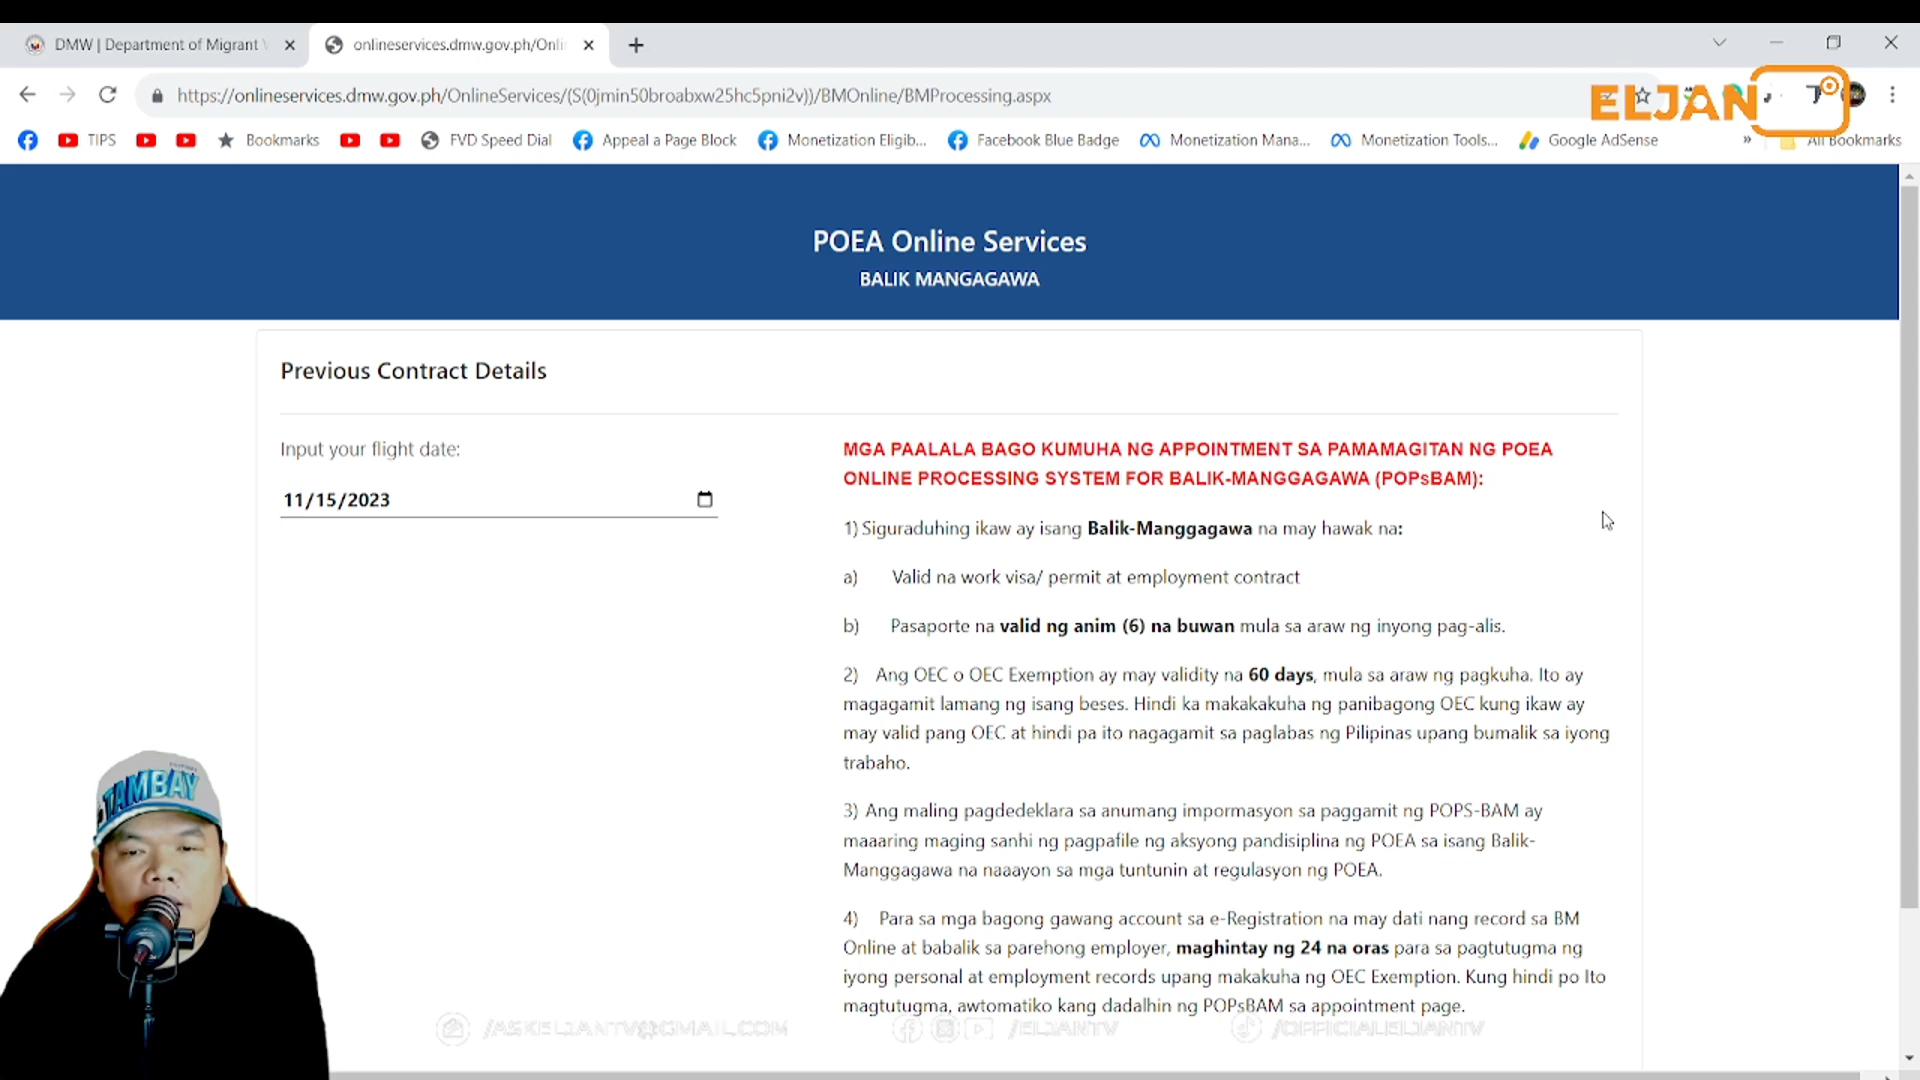 DMW | Department of Migrant
onlineservices.dmw.gov.ph/Onli
https://onlineservices.dmw.gov.ph/OnlineServices/(S(0jmin50broabxw25hc5pni2v))/BMOnline/BMProcessing.aspx
ELJAN
TIPS
Bookmarks
FVD Speed Dial
Appeal a Page Block
Monetization Eligib...
Facebook Blue Badge
Monetization Mana...
Monetization Tools...
Google AdSense
»
All Bookmarks
POEA Online Services
BALIK MANGAGAWA
Previous Contract Details
Input your flight date:
11/15/2023
MGA PAALALA BAGO KUMUHA NG APPOINTMENT SA PAMAMAGITAN NG POEA
ONLINE PROCESSING SYSTEM FOR BALIK-MANGGAGAWA (POPsBAM):
1) Siguraduhing ikaw ay isang Balik-Manggagawa na may hawak na:
a) Valid na work visa/ permit at employment contract
b) Pasaporte na valid ng anim (6) na buwan mula sa araw ng inyong pag-alis.
2) Ang OEC o OEC Exemption ay may validity na 60 days, mula sa araw ng pagkuha. Ito ay
magagamit lamang ng isang beses. Hindi ka makakakuha ng panibagong OEC kung ikaw ay
may valid pang OEC at hindi pa ito nagagamit sa paglabas ng Pilipinas upang bumalik sa iyong
trabaho.
3) Ang maling pagdedeklara sa anumang impormasyon sa paggamit ng POPS-BAM ay
maaaring maging sanhi ng pagpafile ng aksyong pandisiplina ng POEA sa isang Balik-
Manggagawa na naaayon sa mga tuntunin at regulasyon ng POEA.
4) Para sa mga bagong gawang account sa e-Registration na may dati nang record sa BM
Online at babalik sa parehong employer, maghintay ng 24 na oras para sa pagtutugma ng
iyong personal at employment records upang makakuha ng OEC Exemption. Kung hindi po Ito
magtutugma, awtomatiko kang dadalhin ng POPsBAM sa appointment page.
TAMBAY
/ASKELJANTV@GMAIL.COM
/ELJANTV
/OFFICIALELJANTV